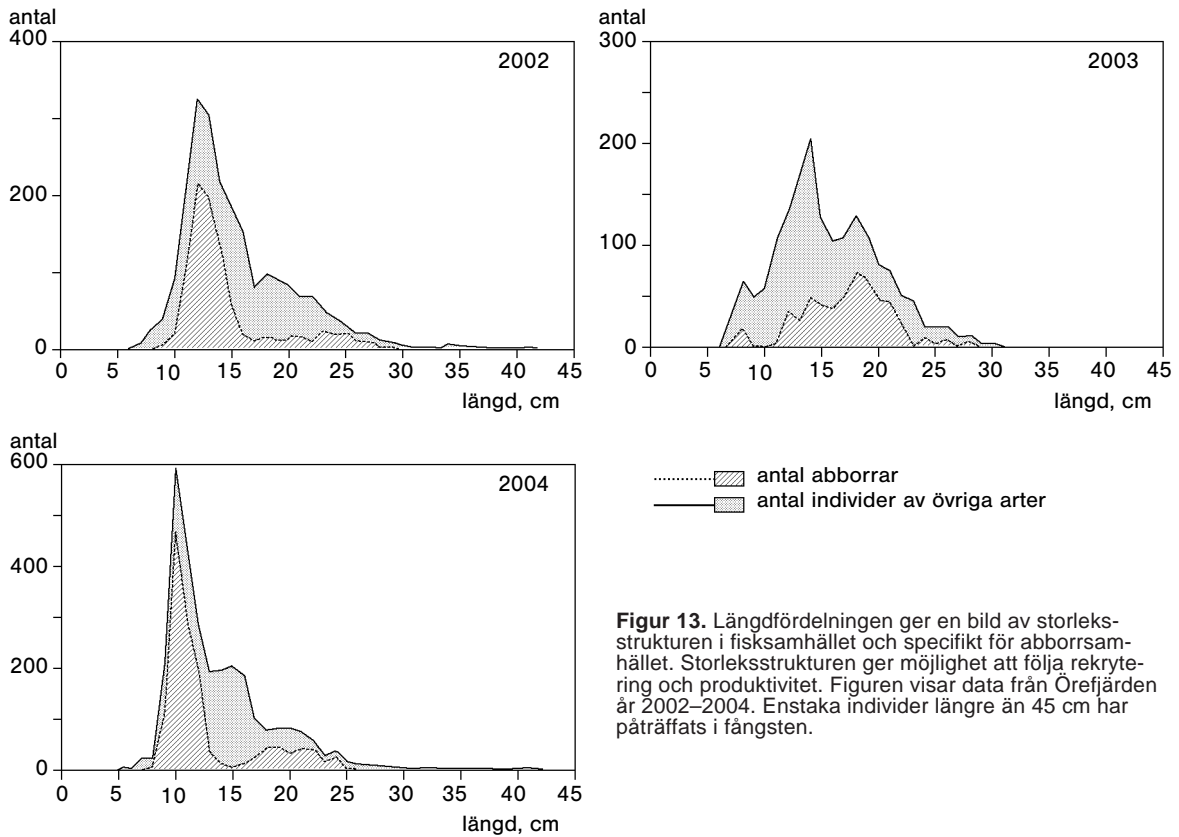 antal
400
200
0
0 5 10 15 20 25 30 35 40 45
längd, cm
2002
antal
300
200
100
0
0 5 10 15 20 25 30 35 40 45
längd, cm
2003
antal
600
400
200
0
0 5 10 15 20 25 30 35 40 45
längd, cm
2004
antal abborrar
antal individer av övriga arter
Figur 13. Längdfördelningen ger en bild av storleks-
strukturen i fisksamhället och specifikt för abborrsam-
hället. Storleksstrukturen ger möjlighet att följa rekryte-
ring och produktivitet. Figuren visar data från Örefjärden
år 2002–2004. Enstaka individer längre än 45 cm har
påträffats i fångsten.